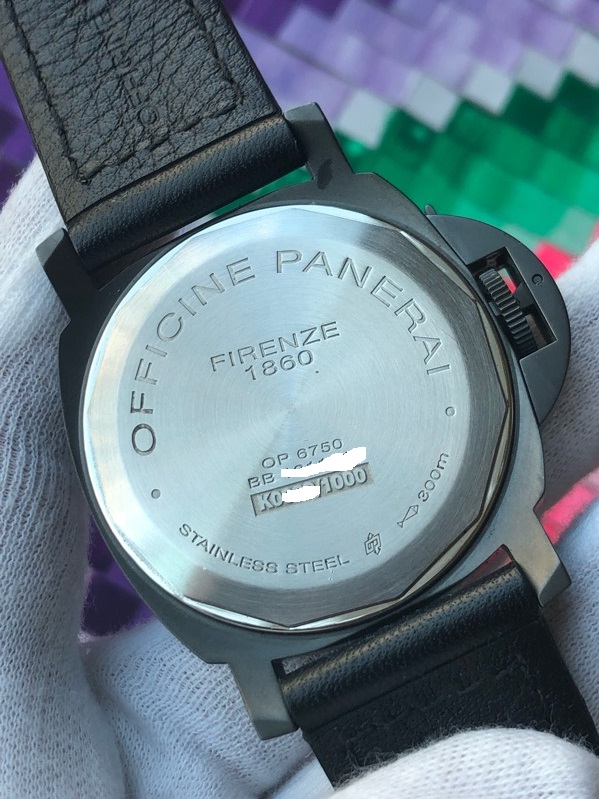 OFFICINE PANERAI
FIRENZE
1860
OP 6750
BB
/1000
STAINLESS STEEL
300m